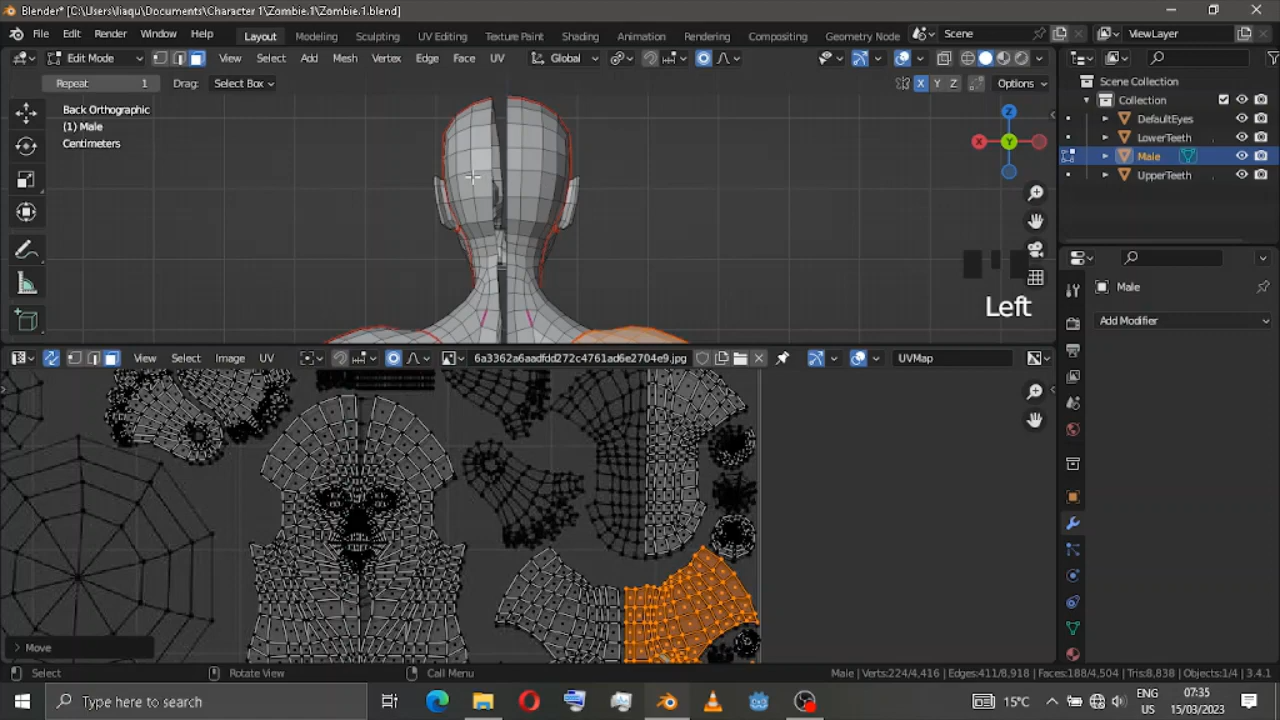 Blender* [C:\Users\liaqu\Documents\Character 1\Zombie.1\Zombie.1.blend]
File Edit Render Window Help Layout Modeling Sculpting UV Editing Texture Paint Shading Animation Rendering Compositing Geometry Node Scene ViewLayer
Edit Mode View Select Add Mesh Vertex Edge Face UV Global
Repeat 1 Drag: Select Box X Y Z Options
Back Orthographic
(1) Male
Centimeters
Z
X Y
Left
Scene Collection
Collection
DefaultEyes
LowerTeeth
Male
UpperTeeth
Male
Add Modifier
View Select Image UV 6a3362a6aadfdd272c4761ad6e2704e9.jpg UVMap
Move
Select Rotate View Call Menu Male | Verts:224/4,416 | Edges:411/8,918 | Faces:188/4,504 | Tris:8,838 | Objects:1/4 | 3.4.1
Type here to search 15°C ENG US 07:35 15/03/2023